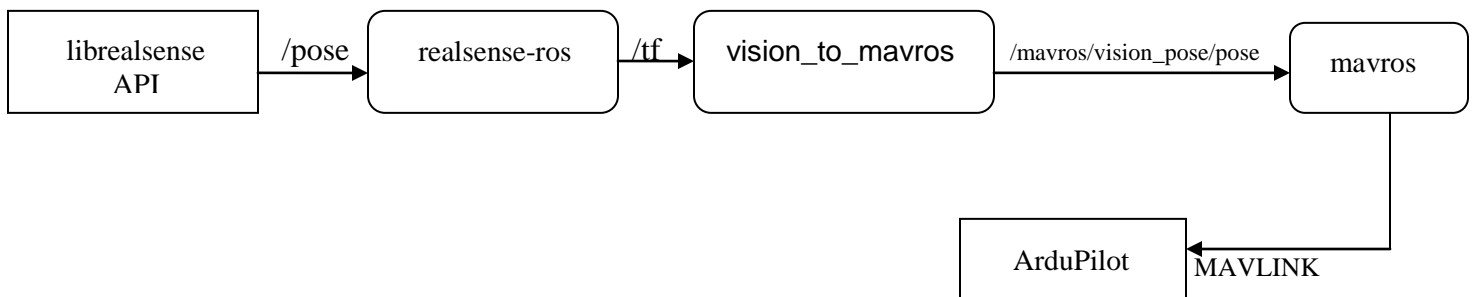 librealsense
API
/pose
realsense-ros
/tf
vision_to_mavros
/mavros/vision_pose/pose
mavros
ArduPilot
MAVLINK